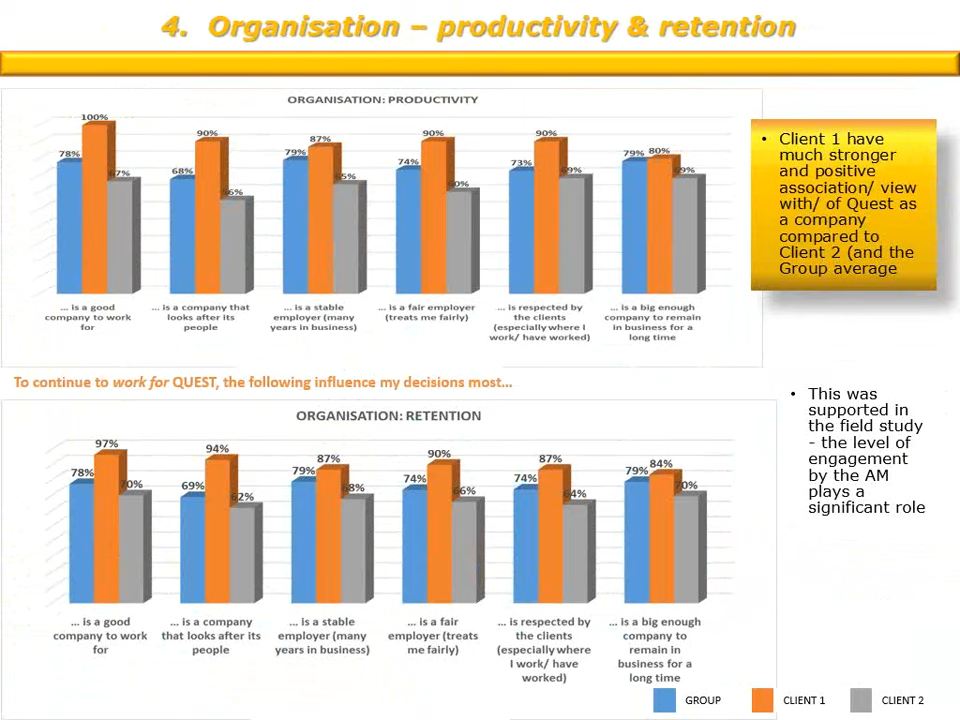 4. Organisation – productivity & retention
ORGANISATION: PRODUCTIVITY
78% 100% 67%
68% 90% 56%
79% 87% 65%
74% 90% 60%
73% 90% 69%
79% 80% 69%
... is a good
company to work
for
... is a company that
looks after its
people
... is a stable
employer (many
years in business)
... is a fair employer
(treats me fairly)
... is respected by
the clients
(especially where I
work/ have worked)
... is a big enough
company to remain
in business for a
long time
• Client 1 have
much stronger
and positive
association/ view
with/ of Quest as
a company
compared to
Client 2 (and the
Group average
To continue to work for QUEST, the following influence my decisions most...
ORGANISATION: RETENTION
78% 97% 70%
69% 94% 62%
79% 87% 68%
74% 90% 66%
74% 87% 64%
79% 84% 70%
... is a good
company to work
for
... is a company
that looks after its
people
... is a stable
employer (many
years in business)
... is a fair
employer (treats
me fairly)
... is respected by
the clients
(especially where
I work/ have
worked)
... is a big enough
company to
remain in
business for a
long time
• This was
supported in
the field study
- the level of
engagement
by the AM
plays a
significant role
GROUP
CLIENT 1
CLIENT 2